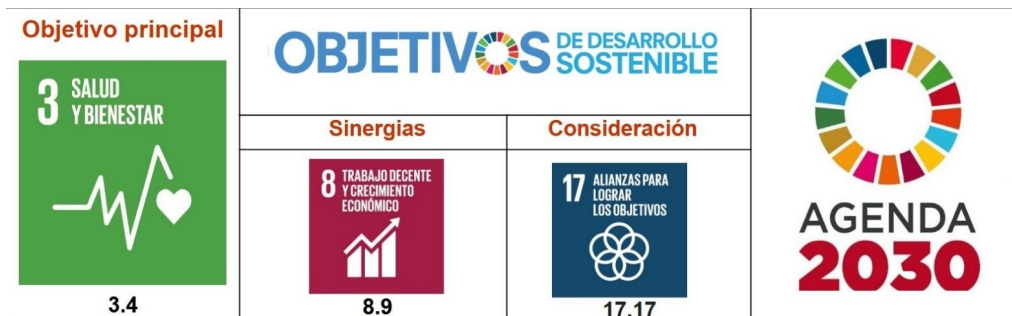 Objetivo principal
3 SALUD
Y BIENESTAR
3.4
OBJETIVOS DE DESARROLLO
SOSTENIBLE
Sinergias
8 TRABAJO DECENTE
Y CRECIMIENTO
ECONÓMICO
8.9
Consideración
17 ALIANZAS PARA
LOGRAR
LOS OBJETIVOS
17.17
AGENDA
2030